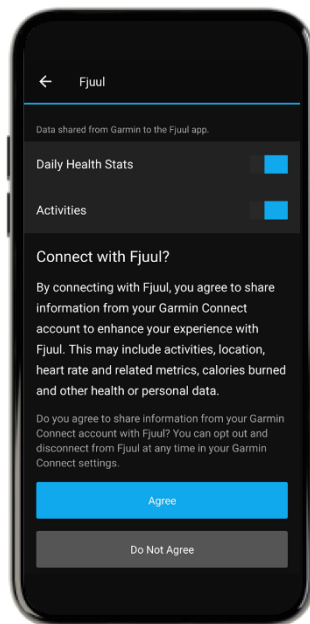 Fjuul
Data shared from Garmin to the Fjuul app.
Daily Health Stats
Activities
Connect with Fjuul?
By connecting with Fjuul, you agree to share
information from your Garmin Connect
account to enhance your experience with
Fjuul. This may include activities, location,
heart rate and related metrics, calories burned
and other health or personal data.
Do you agree to share information from your Garmin
Connect account with Fjuul? You can opt out and
disconnect from Fjuul at any time in your Garmin
Connect settings.
Agree
Do Not Agree